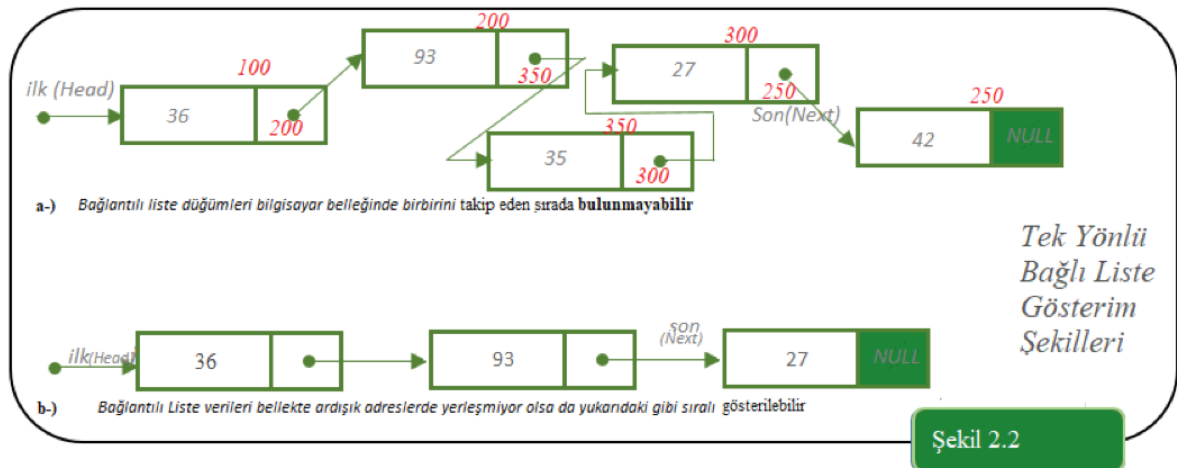 ilk (Head)
100
36
200
200
93
350
350
35
300
300
27
250
Son(Next)
250
42
NULL
a-) Bağlantılı liste düğümleri bilgisayar belleğinde birbirini takip eden sırada bulunmayabilir
Tek Yönlü
Bağlı Liste
Gösterim
Şekilleri
ilk(Head)
36
93
son
(Next)
27
NULL
b-) Bağlantılı Liste verileri bellekte ardışık adreslerde yerleşmiyor olsa da yukarıdaki gibi sıralı gösterilebilir
Şekil 2.2